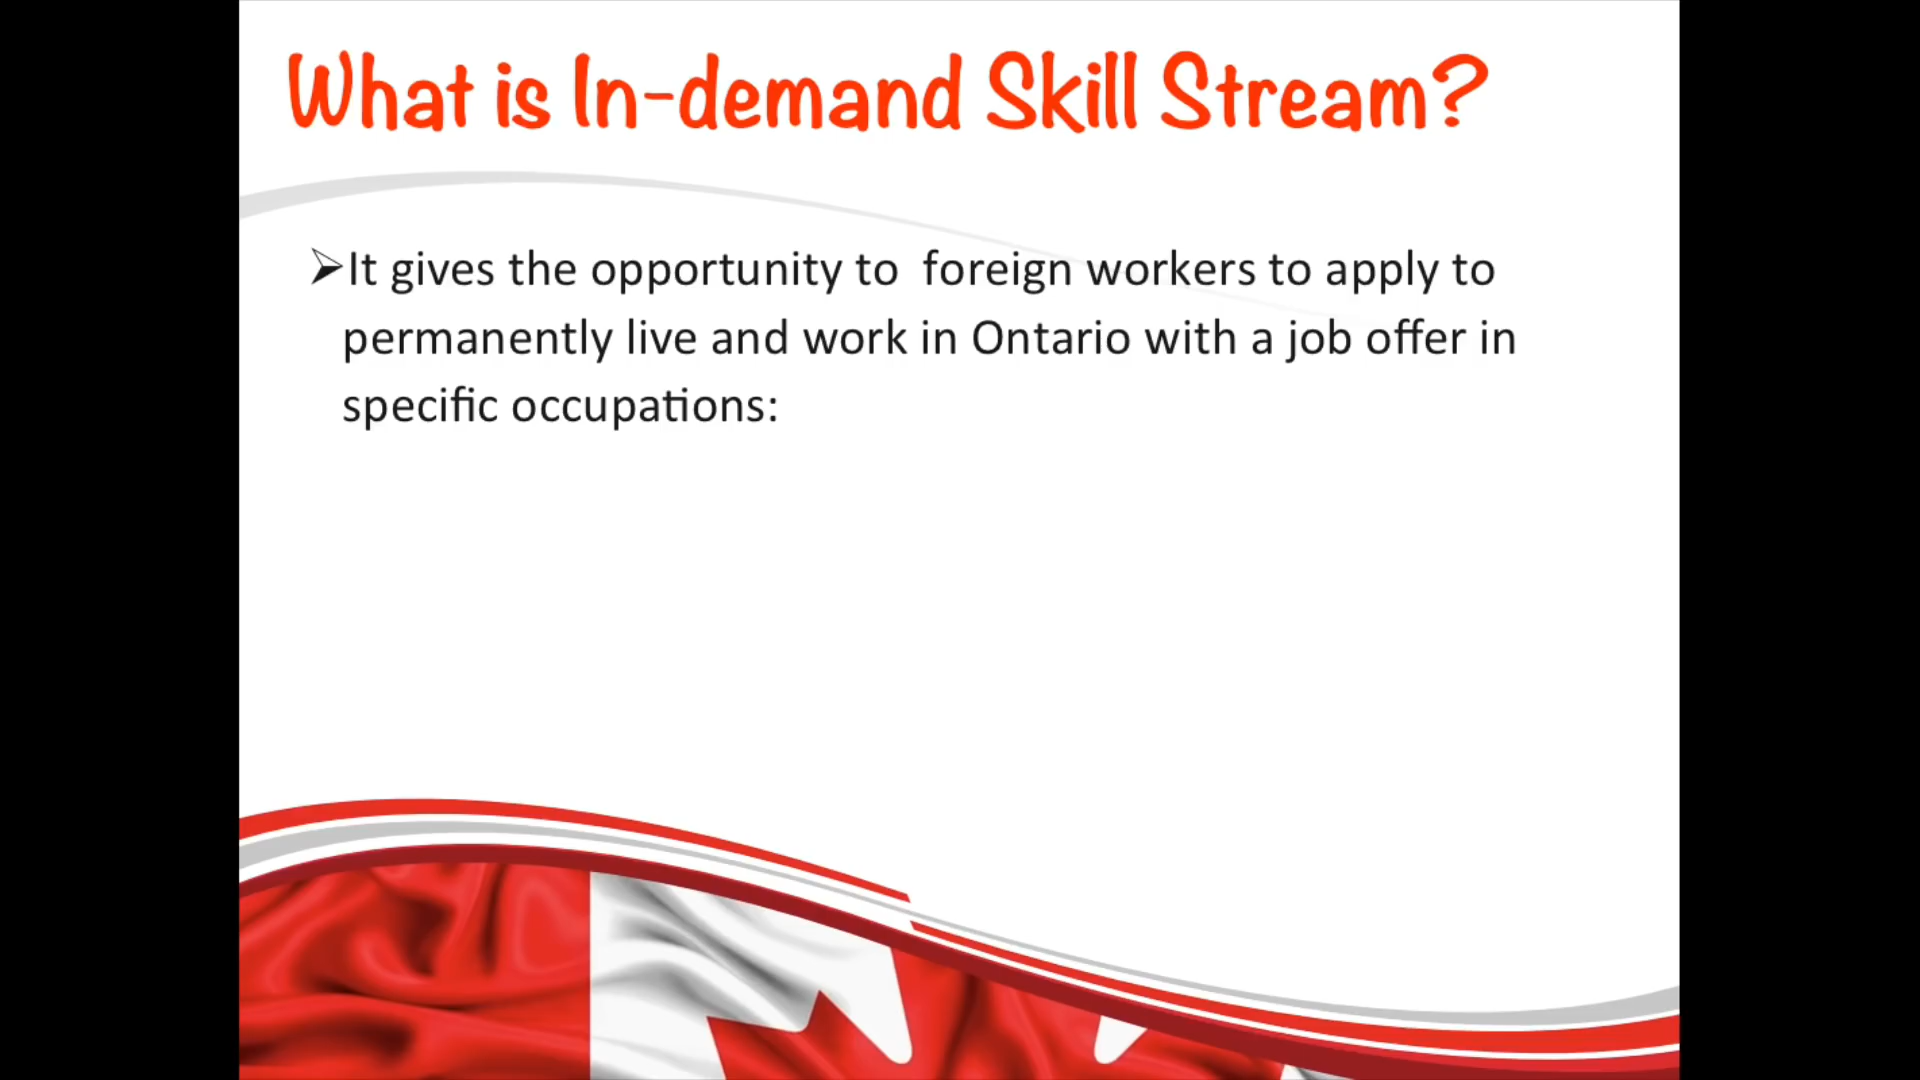 What is In-demand Skill Stream?
➢It gives the opportunity to  foreign workers to apply to
permanently live and work in Ontario with a job offer in
specific occupations: